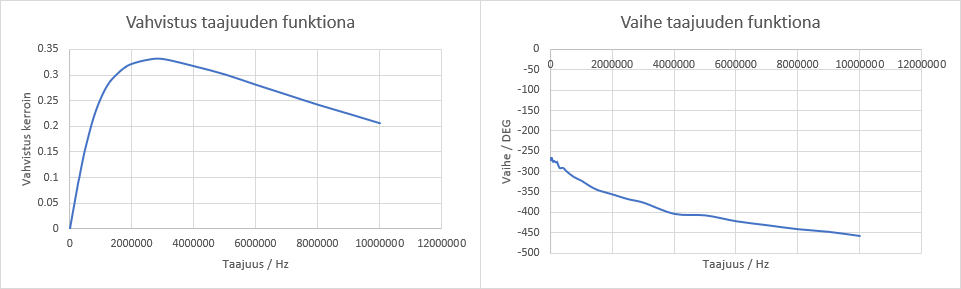 Vahvistus taajuuden funktiona
Vahvistus kerroin
0.35
0.3
0.25
0.2
0.15
0.1
0.05
0
0 2000000 4000000 6000000 8000000 10000000 12000000
Taajuus / Hz
Vaihe taajuuden funktiona
Vaihe / DEG
0
0 2000000 4000000 6000000 8000000 10000000 12000000
-50
-100
-150
-200
-250
-300
-350
-400
-450
-500
Taajuus / Hz